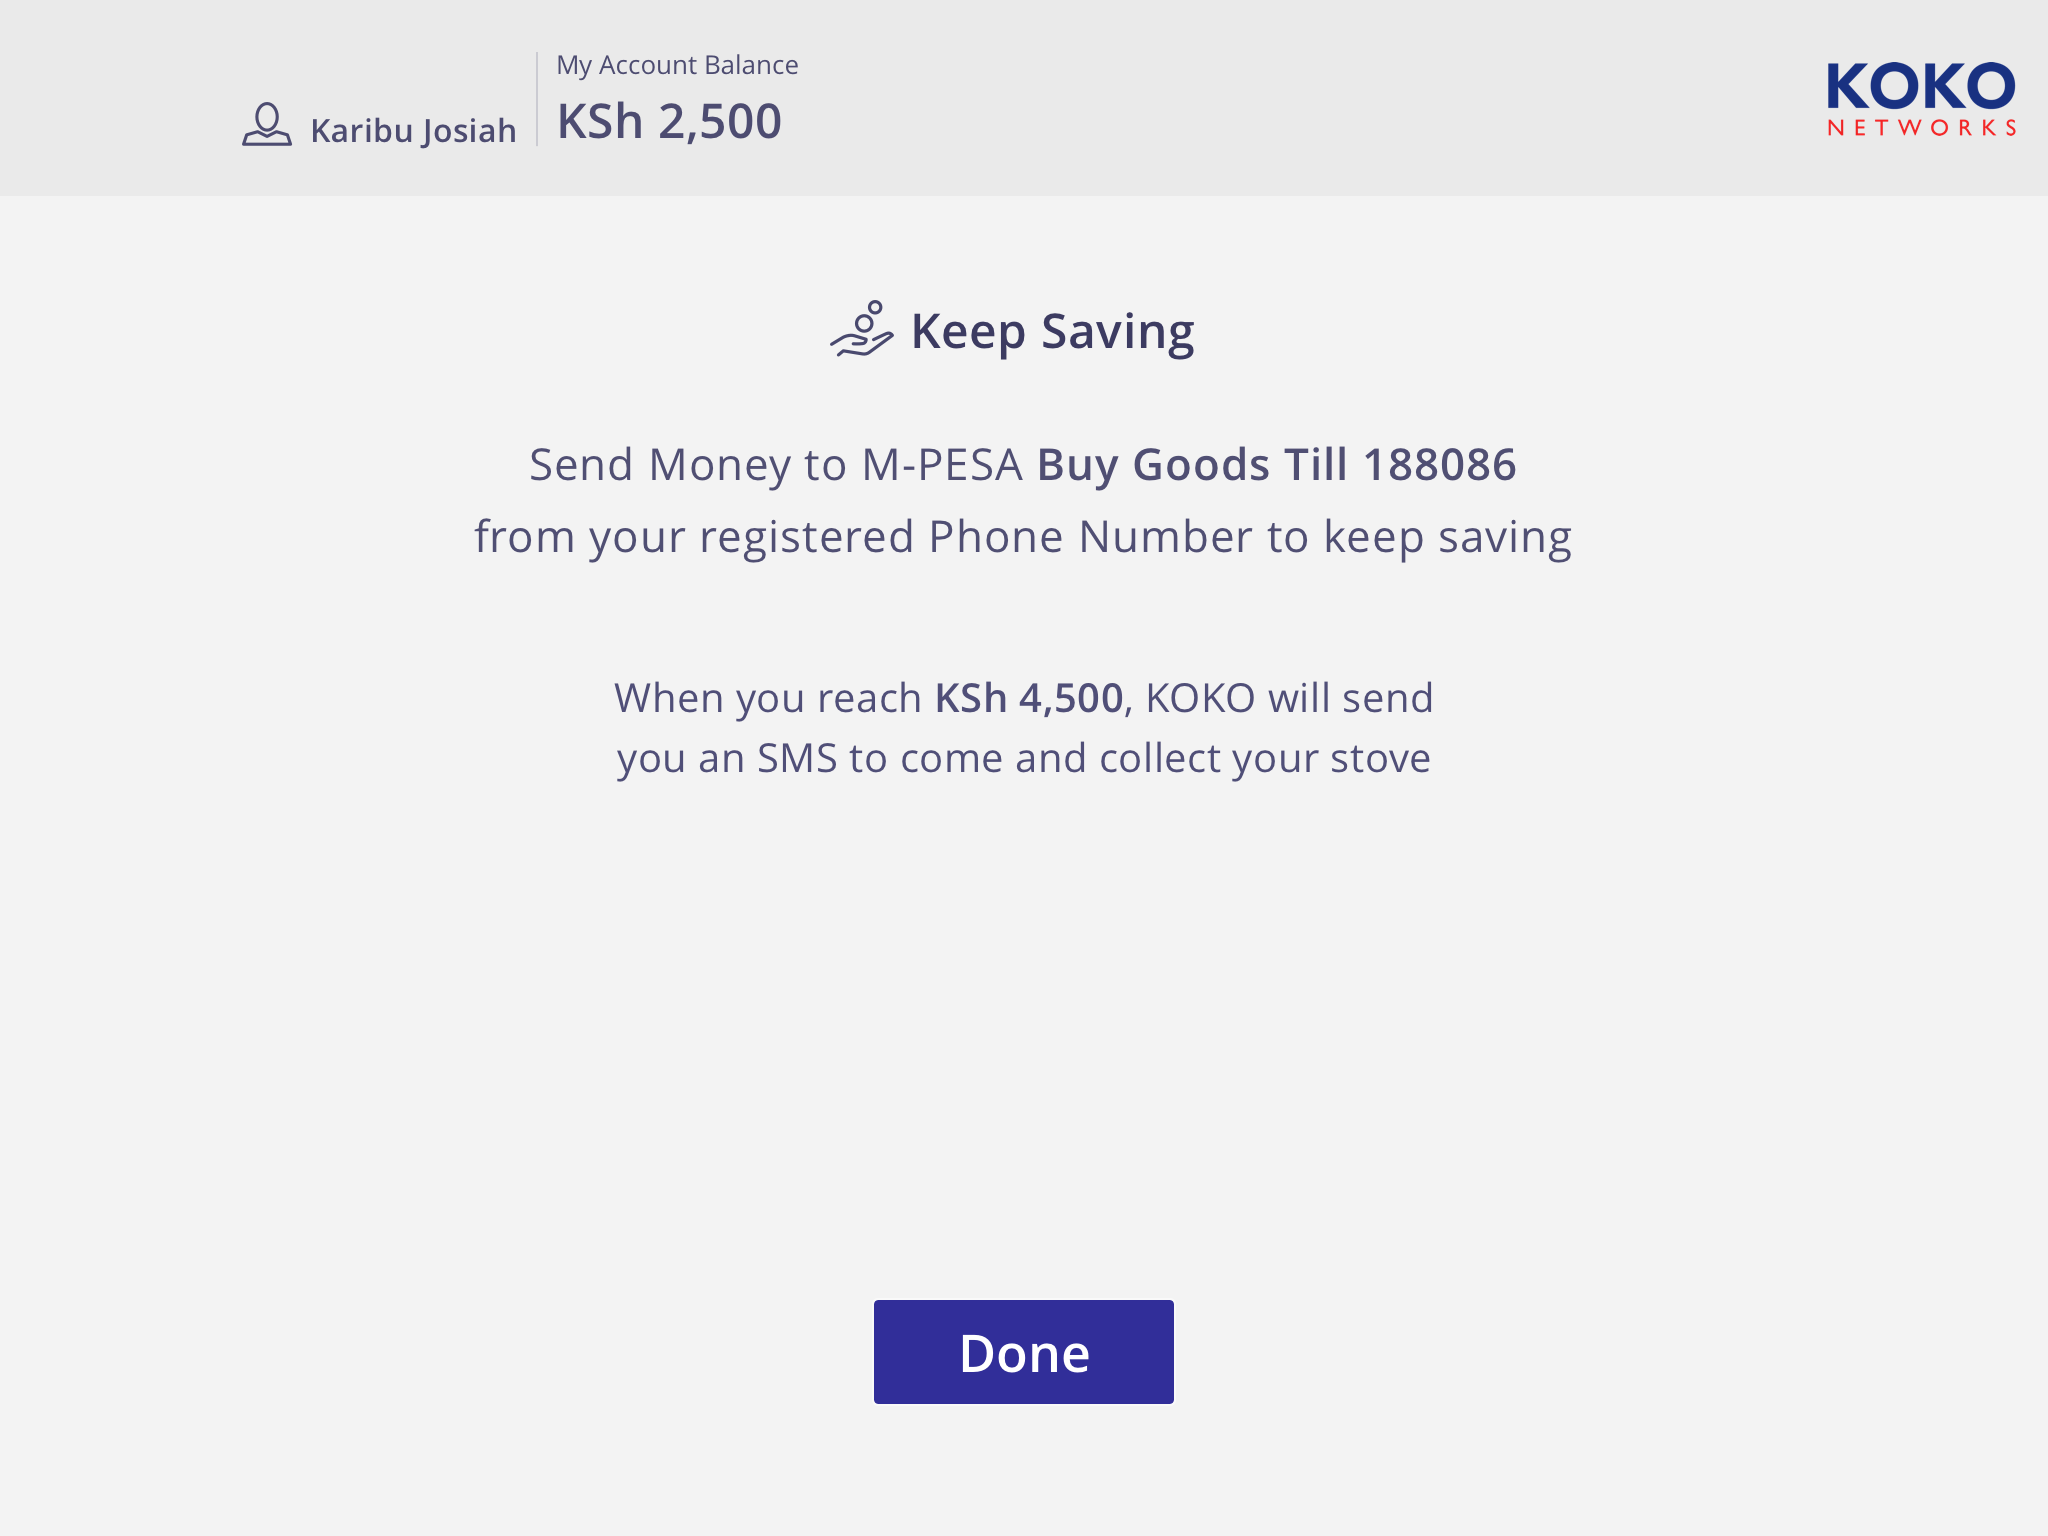 My Account Balance
Karibu Josiah
KSh 2,500
KOKO
NETWORKS
Keep Saving
Send Money to M-PESA Buy Goods Till 188086
from your registered Phone Number to keep saving
When you reach KSh 4,500, KOKO will send
you an SMS to come and collect your stove
Done